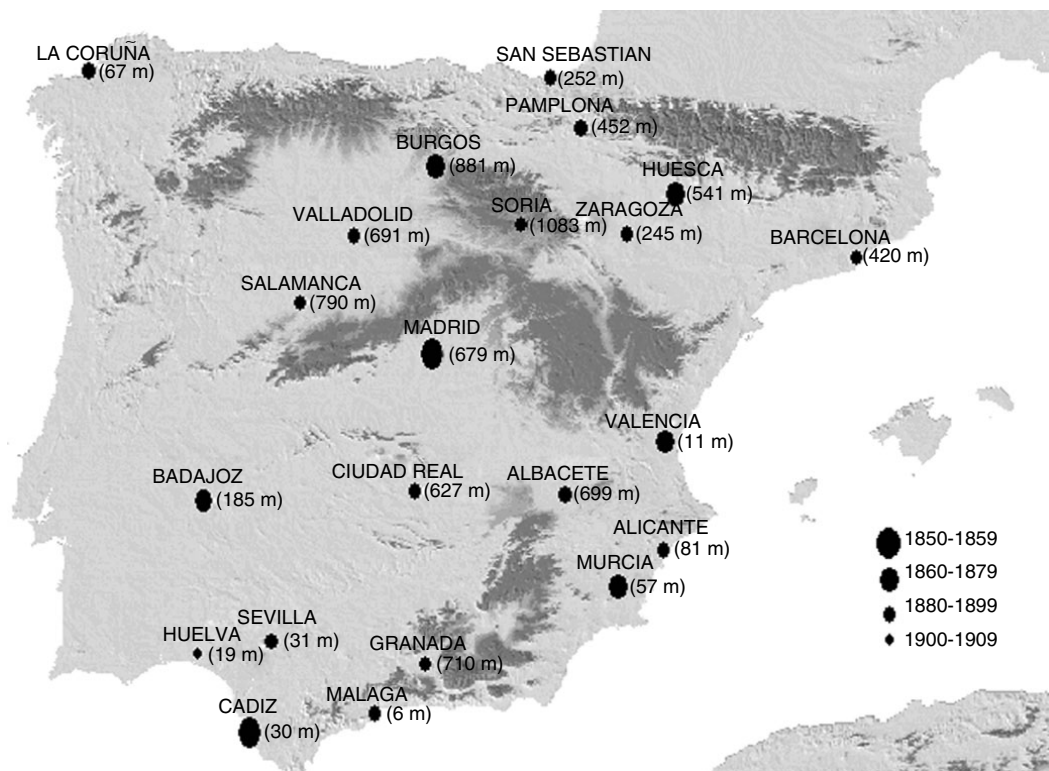 LA CORUÑA
(67 m)
SAN SEBASTIAN
(252 m)
PAMPLONA
(452 m)
BURGOS
(881 m)
HUESCA
(541 m)
SORIA
(1083 m)
ZARAGOZA
(245 m)
VALLADOLID
(691 m)
BARCELONA
(420 m)
SALAMANCA
(790 m)
MADRID
(679 m)
VALENCIA
(11 m)
BADAJOZ
(185 m)
CIUDAD REAL
(627 m)
ALBACETE
(699 m)
ALICANTE
(81 m)
MURCIA
(57 m)
SEVILLA
(31 m)
HUELVA
(19 m)
GRANADA
(710 m)
MALAGA
(6 m)
CADIZ
(30 m)
1850-1859
1860-1879
1880-1899
1900-1909